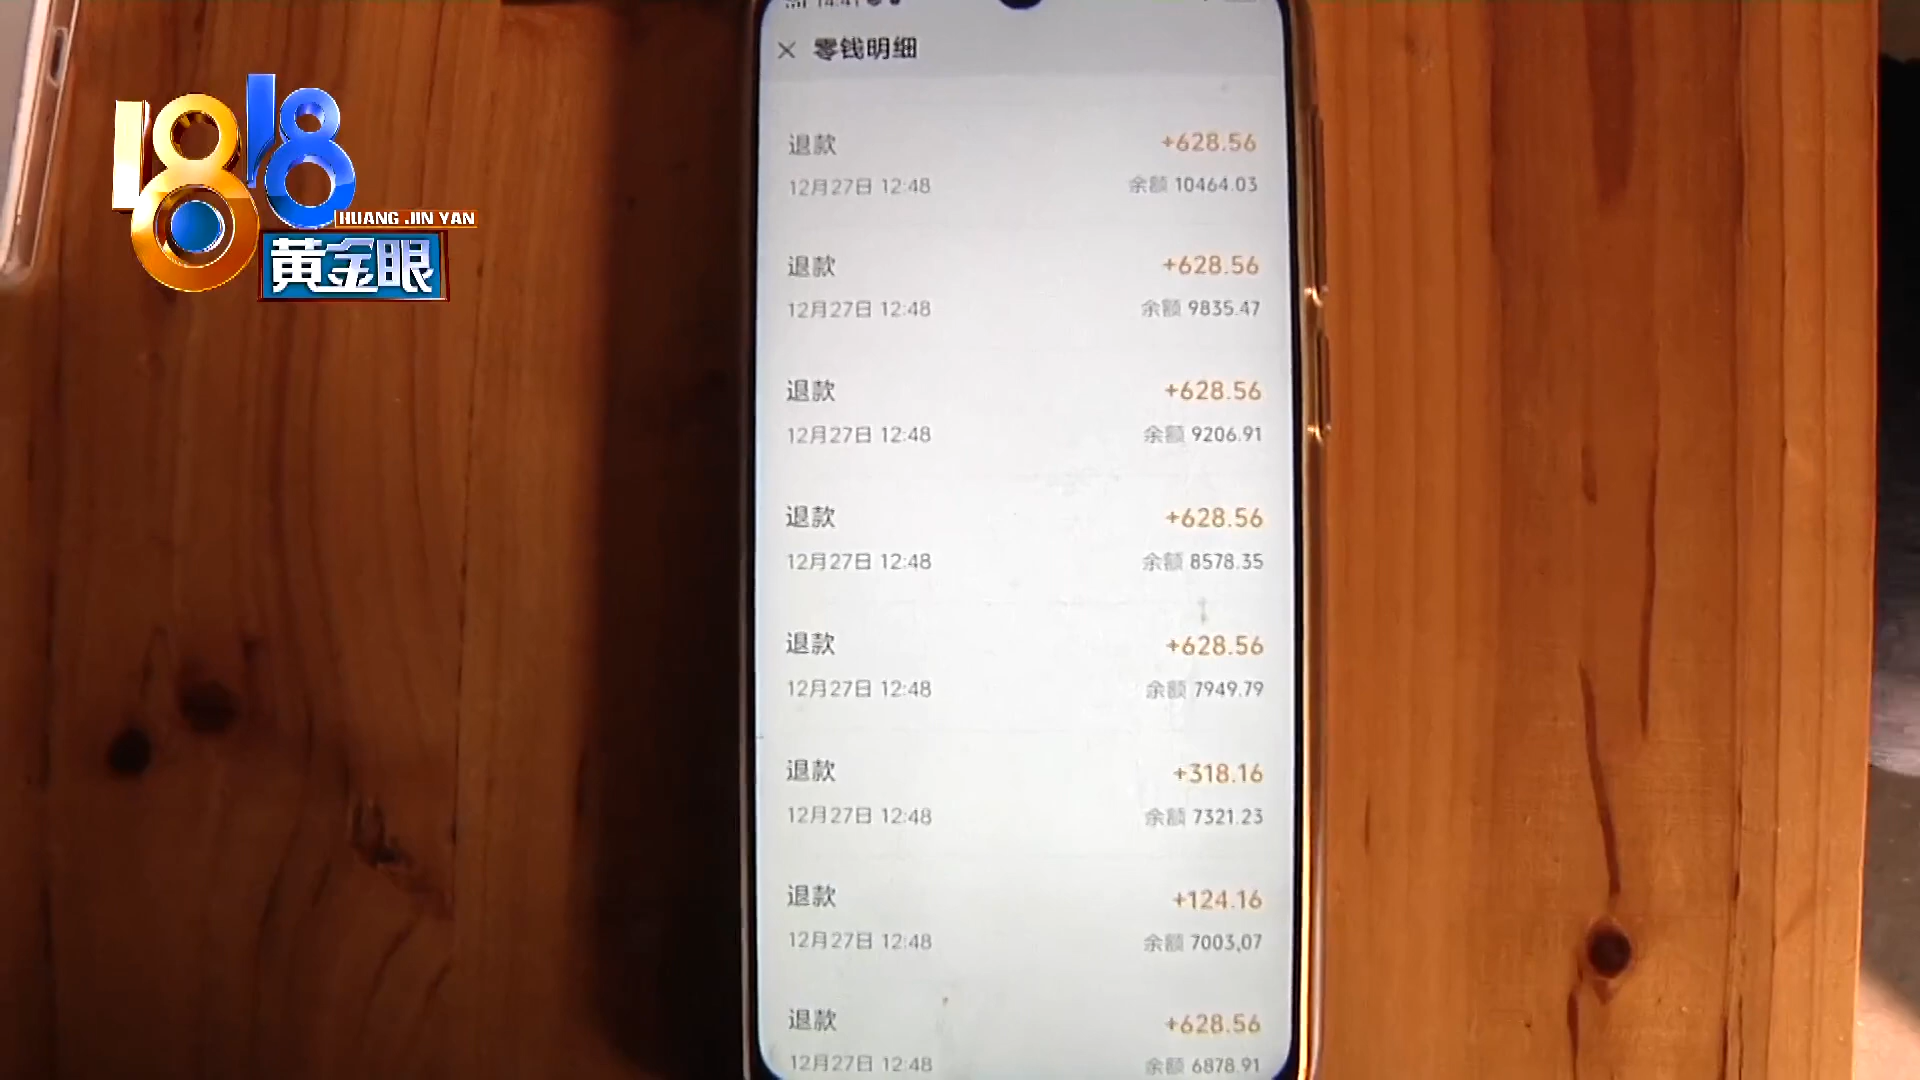 14:41
零钱明细
1818
HUANG JIN YAN
黄金眼
退款 +628.56
12月27日 12:48 余额 10464.03
退款 +628.56
12月27日 12:48 余额 9835.47
退款 +628.56
12月27日 12:48 余额 9206.91
退款 +628.56
12月27日 12:48 余额 8578.35
退款 +628.56
12月27日 12:48 余额 7949.79
退款 +318.16
12月27日 12:48 余额 7321.23
退款 +124.16
12月27日 12:48 余额 7003.07
退款 +628.56
12月27日 12:48 余额 6878.91